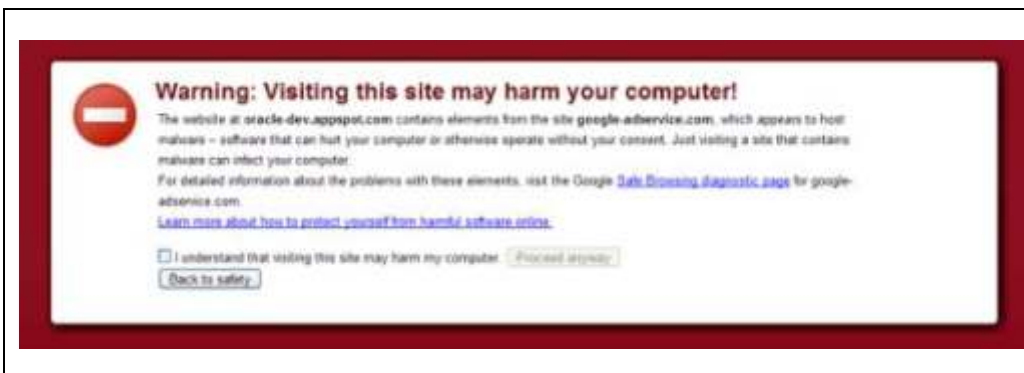 Warning: Visiting this site may harm your computer!
The website at oracle-dev.appspot.com contains elements from the site google-adservice.com, which appears to host
malware – software that can hurt your computer or otherwise operate without your consent. Just visiting a site that contains
malware can infect your computer.
For detailed information about the problems with these elements, visit the Google Safe Browsing diagnostic page for google-
adservice.com.
Learn more about how to protect yourself from harmful software online.
I understand that visiting this site may harm my computer. Proceed anyway
Back to safety